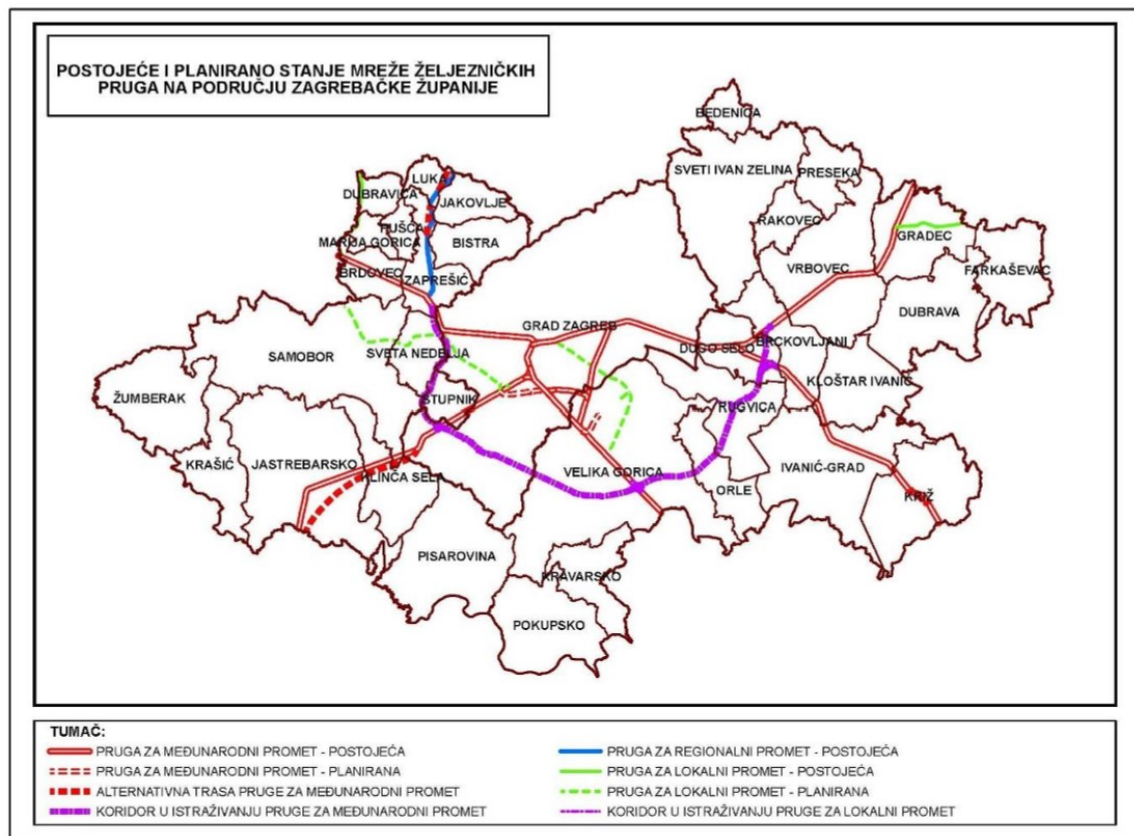 POSTOJEĆE I PLANIRANO STANJE MREŽE ŽELJEZNIČKIH
PRUGA NA PODRUČJU ZAGREBAČKE ŽUPANIJE
BEDENICA
SVETI IVAN ZELINA
PRESEKA
LUKA
DUBRAVICA
JAKOVLJE
RAKOVEC
PUŠĆA
GRADEC
MARIJA GORICA
BISTRA
VRBOVEC
FARKAŠEVAC
BRDOVEC
ZAPREŠIĆ
DUBRAVA
GRAD ZAGREB
BRCKOVLJANI
DUGO SELO
SAMOBOR
SVETA NEDELJA
KLOŠTAR IVANIĆ
ŽUMBERAK
STUPNIK
RUGVICA
KRAŠIĆ
JASTREBARSKO
VELIKA GORICA
IVANIĆ-GRAD
KLINČA SELA
ORLE
KRIŽ
PISAROVINA
KRAVARSKO
POKUPSKO
TUMAČ:
PRUGA ZA MEĐUNARODNI PROMET - POSTOJEĆA
PRUGA ZA MEĐUNARODNI PROMET - PLANIRANA
ALTERNATIVNA TRASA PRUGE ZA MEĐUNARODNI PROMET
KORIDOR U ISTRAŽIVANJU PRUGE ZA MEĐUNARODNI PROMET
PRUGA ZA REGIONALNI PROMET - POSTOJEĆA
PRUGA ZA LOKALNI PROMET - POSTOJEĆA
PRUGA ZA LOKALNI PROMET - PLANIRANA
KORIDOR U ISTRAŽIVANJU PRUGE ZA LOKALNI PROMET